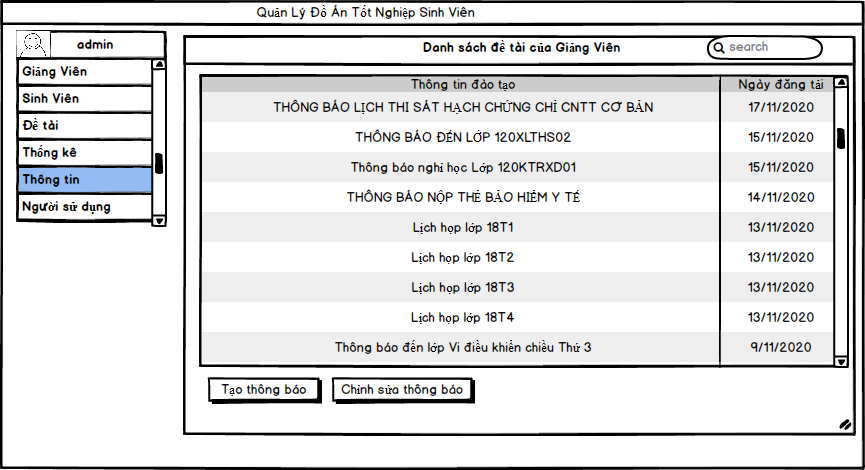 Quản Lý Đồ Án Tốt Nghiệp Sinh Viên
admin
Giảng Viên
Sinh Viên
Đề tài
Thống kê
Thông tin
Người sử dụng
Danh sách đề tài của Giảng Viên
search
Thông tin đào tạo Ngày đăng tải
THÔNG BÁO LỊCH THI SÁT HẠCH CHỨNG CHỈ CNTT CƠ BẢN 17/11/2020
THÔNG BÁO ĐẾN LỚP 120XLTHS02 15/11/2020
Thông báo nghỉ học Lớp 120KTRXD01 15/11/2020
THÔNG BÁO NỘP THẺ BẢO HIỂM Y TẾ 14/11/2020
Lịch họp lớp 18T1 13/11/2020
Lịch họp lớp 18T2 13/11/2020
Lịch họp lớp 18T3 13/11/2020
Lịch họp lớp 18T4 13/11/2020
Thông báo đến lớp Vi điều khiển chiều Thứ 3 9/11/2020
Tạo thông báo Chỉnh sửa thông báo